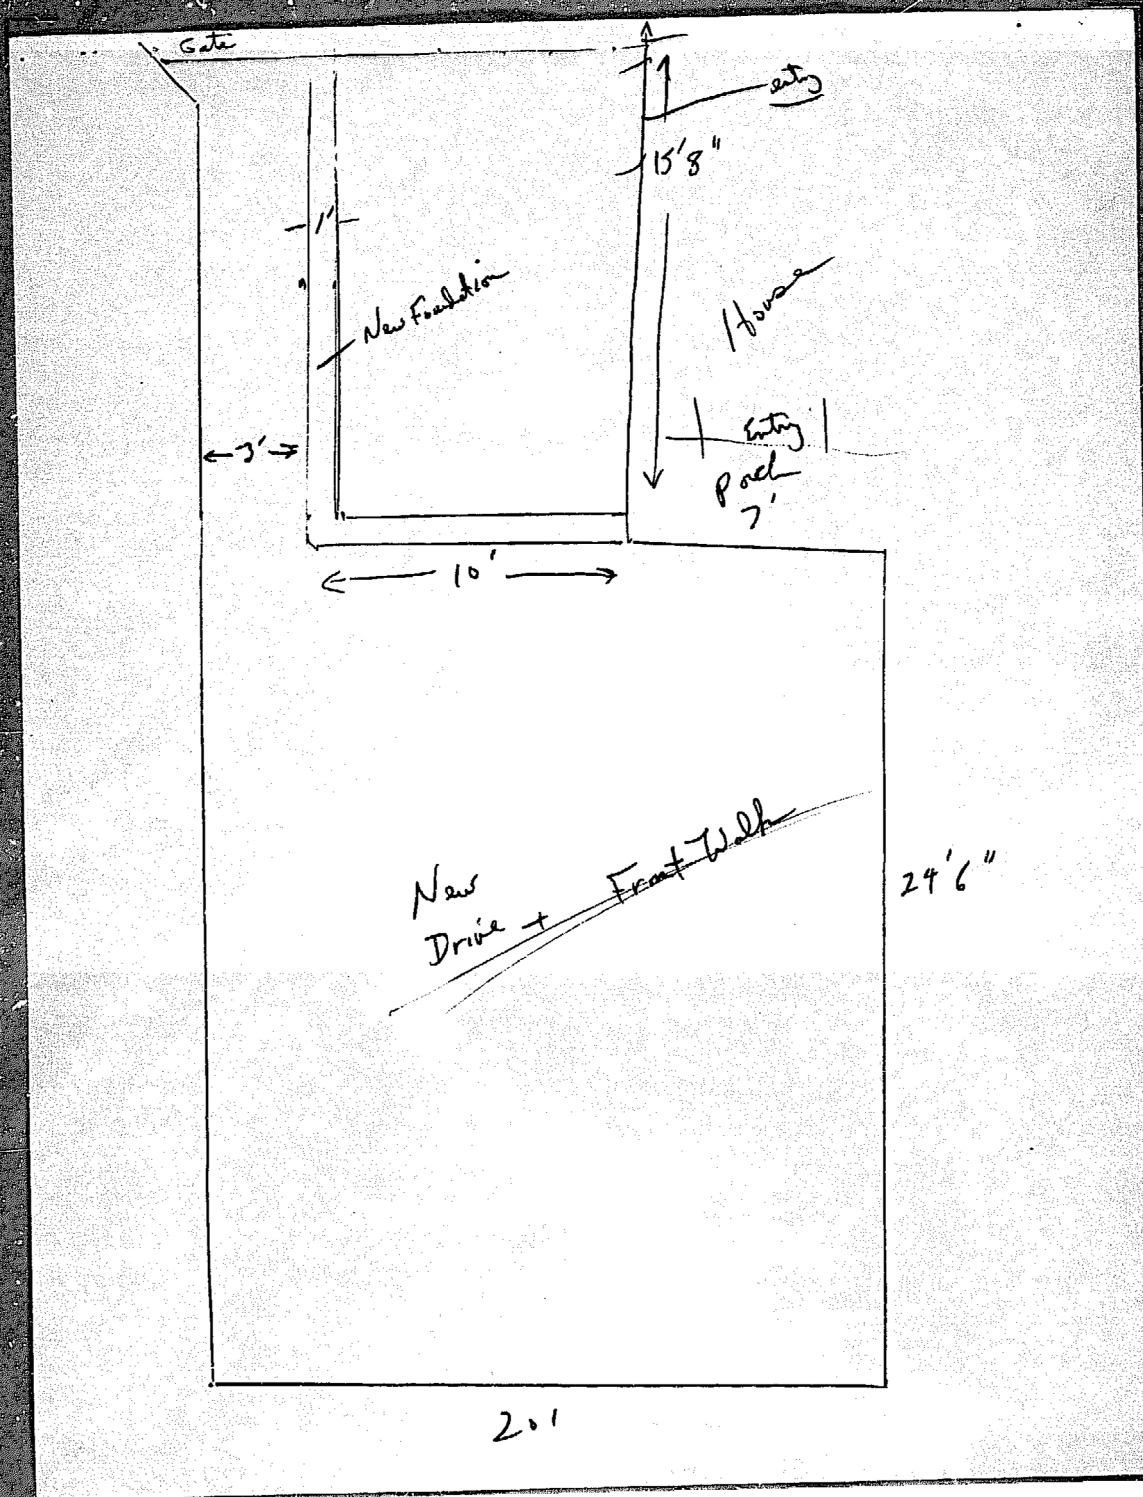 Gate
entry
15'8"
1'
New Foundation
House
3'
Entry
Porch
7'
10'
New
Drive + Front Walk
24'6"
20'